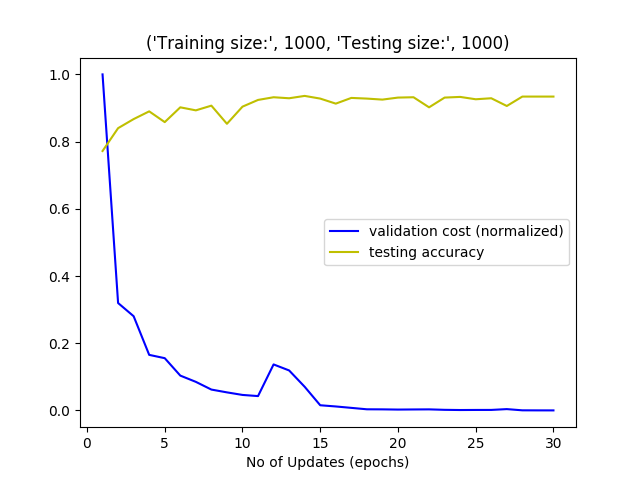 ('Training size:', 1000, 'Testing size:', 1000)
1.0
0.8
0.6
0.4
0.2
0.0
validation cost (normalized)
testing accuracy
0 5 10 15 20 25 30
No of Updates (epochs)